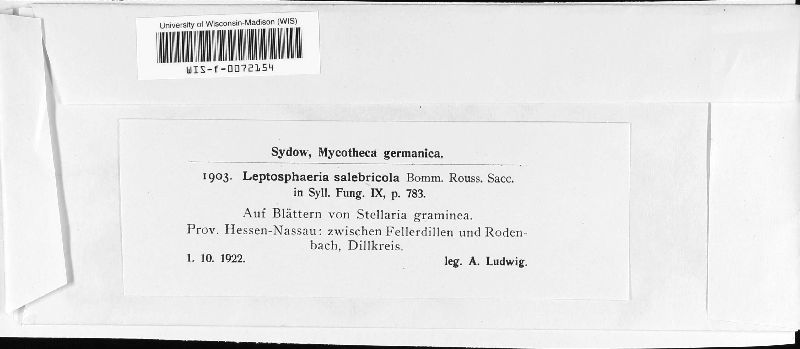 University of Wisconsin-Madison (WIS)
WIS-f-0072154
Sydow, Mycotheca germanica.
1903. Leptosphaeria salebricola Bomm. Rouss. Sacc.
in Syll. Fung. IX, p. 783.
Auf Blättern von Stellaria graminea.
Prov. Hessen-Nassau: zwischen Fellerdillen und Roden-
bach, Dillkreis.
1. 10. 1922. leg. A. Ludwig.